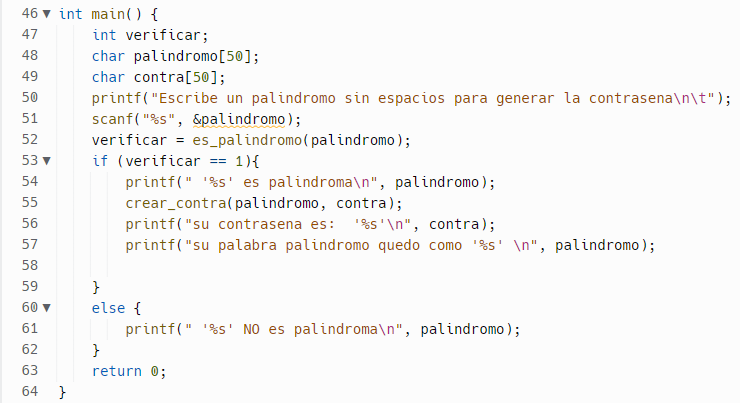 46 int main() {
47 int verificar;
48 char palindromo[50];
49 char contra[50];
50 printf("Escribe un palindromo sin espacios para generar la contrasena\n\t");
51 scanf("%s", &palindromo);
52 verificar = es_palindromo(palindromo);
53 if (verificar == 1){
54 printf(" '%s' es palindroma\n", palindromo);
55 crear_contra(palindromo, contra);
56 printf("su contrasena es:  '%s'\n", contra);
57 printf("su palabra palindromo quedo como '%s' \n", palindromo);
58
59 }
60 else {
61 printf(" '%s' NO es palindroma\n", palindromo);
62 }
63 return 0;
64 }